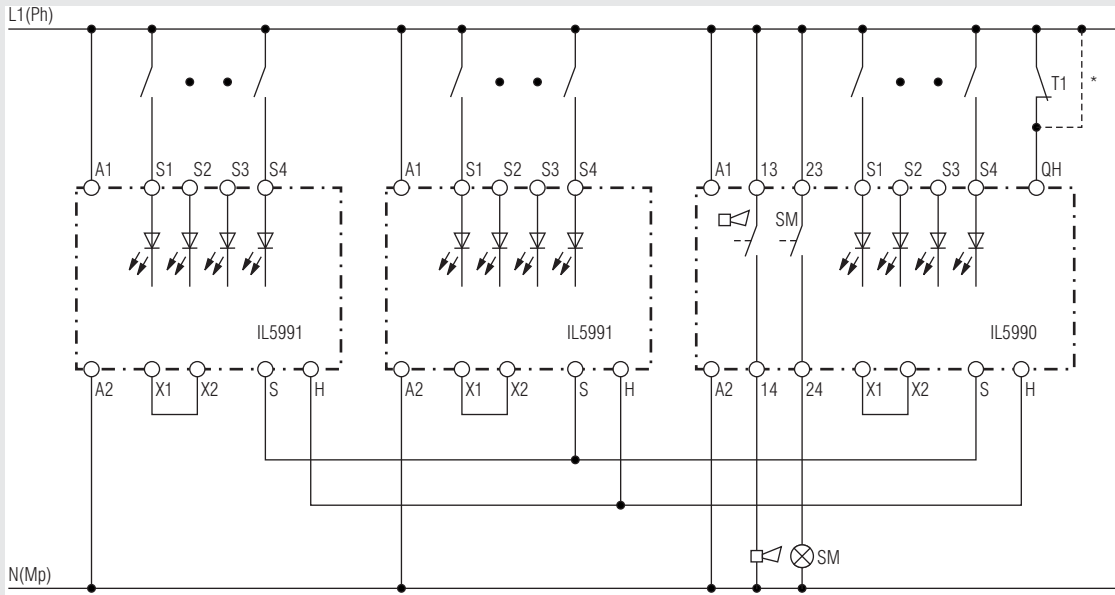 L1(Ph)
T1 *
A1 S1 S2 S3 S4 A1 S1 S2 S3 S4 A1 13 23 S1 S2 S3 S4 QH
SM
IL5991 IL5991 IL5990
A2 X1 X2 S H A2 X1 X2 S H A2 14 24 X1 X2 S H
SM
N(Mp)